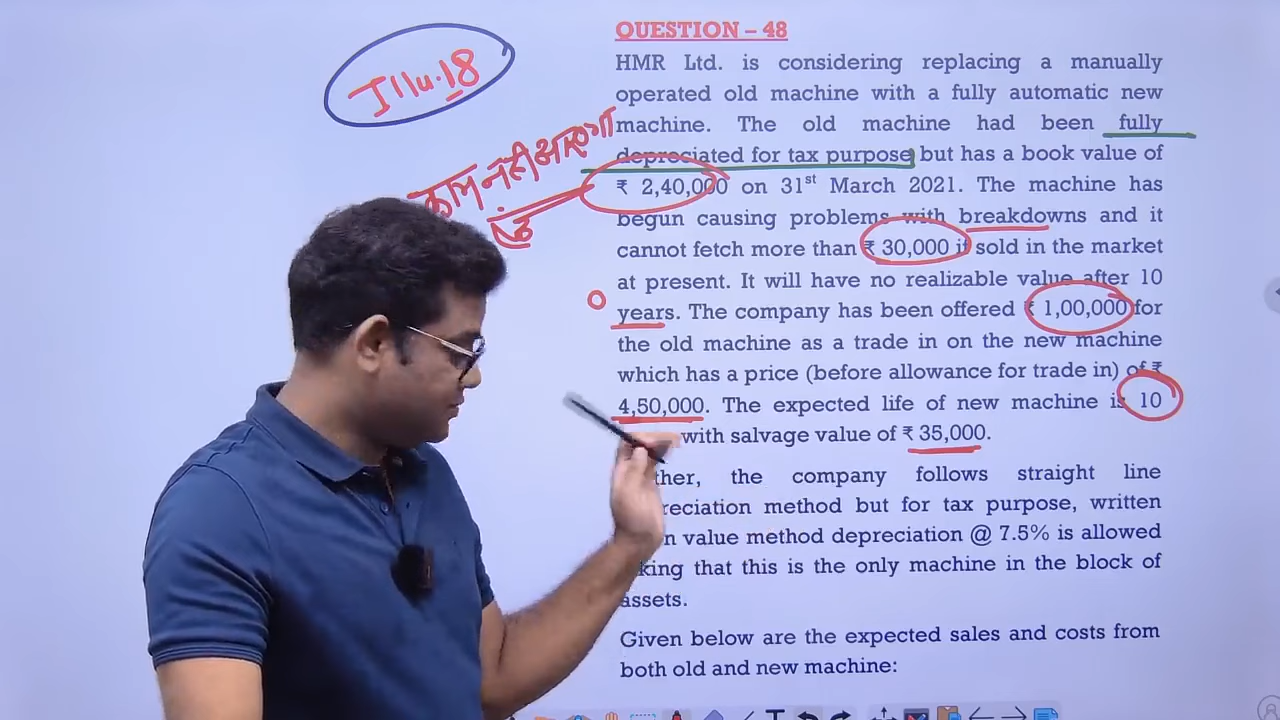 QUESTION – 48
Illu. 18
HMR Ltd. is considering replacing a manually
operated old machine with a fully automatic new
machine. The old machine had been fully
काम नही आएगा
depreciated for tax purpose but has a book value of
₹ 2,40,000 on 31st March 2021. The machine has
begun causing problems with breakdowns and it
cannot fetch more than ₹ 30,000 if sold in the market
at present. It will have no realizable value after 10
0
years. The company has been offered ₹ 1,00,000 for
the old machine as a trade in on the new machine
which has a price (before allowance for trade in) of ₹
4,50,000. The expected life of new machine is 10
with salvage value of ₹ 35,000.
ther, the company follows straight line
reciation method but for tax purpose, written
n value method depreciation @ 7.5% is allowed
king that this is the only machine in the block of
assets.
Given below are the expected sales and costs from
both old and new machine: